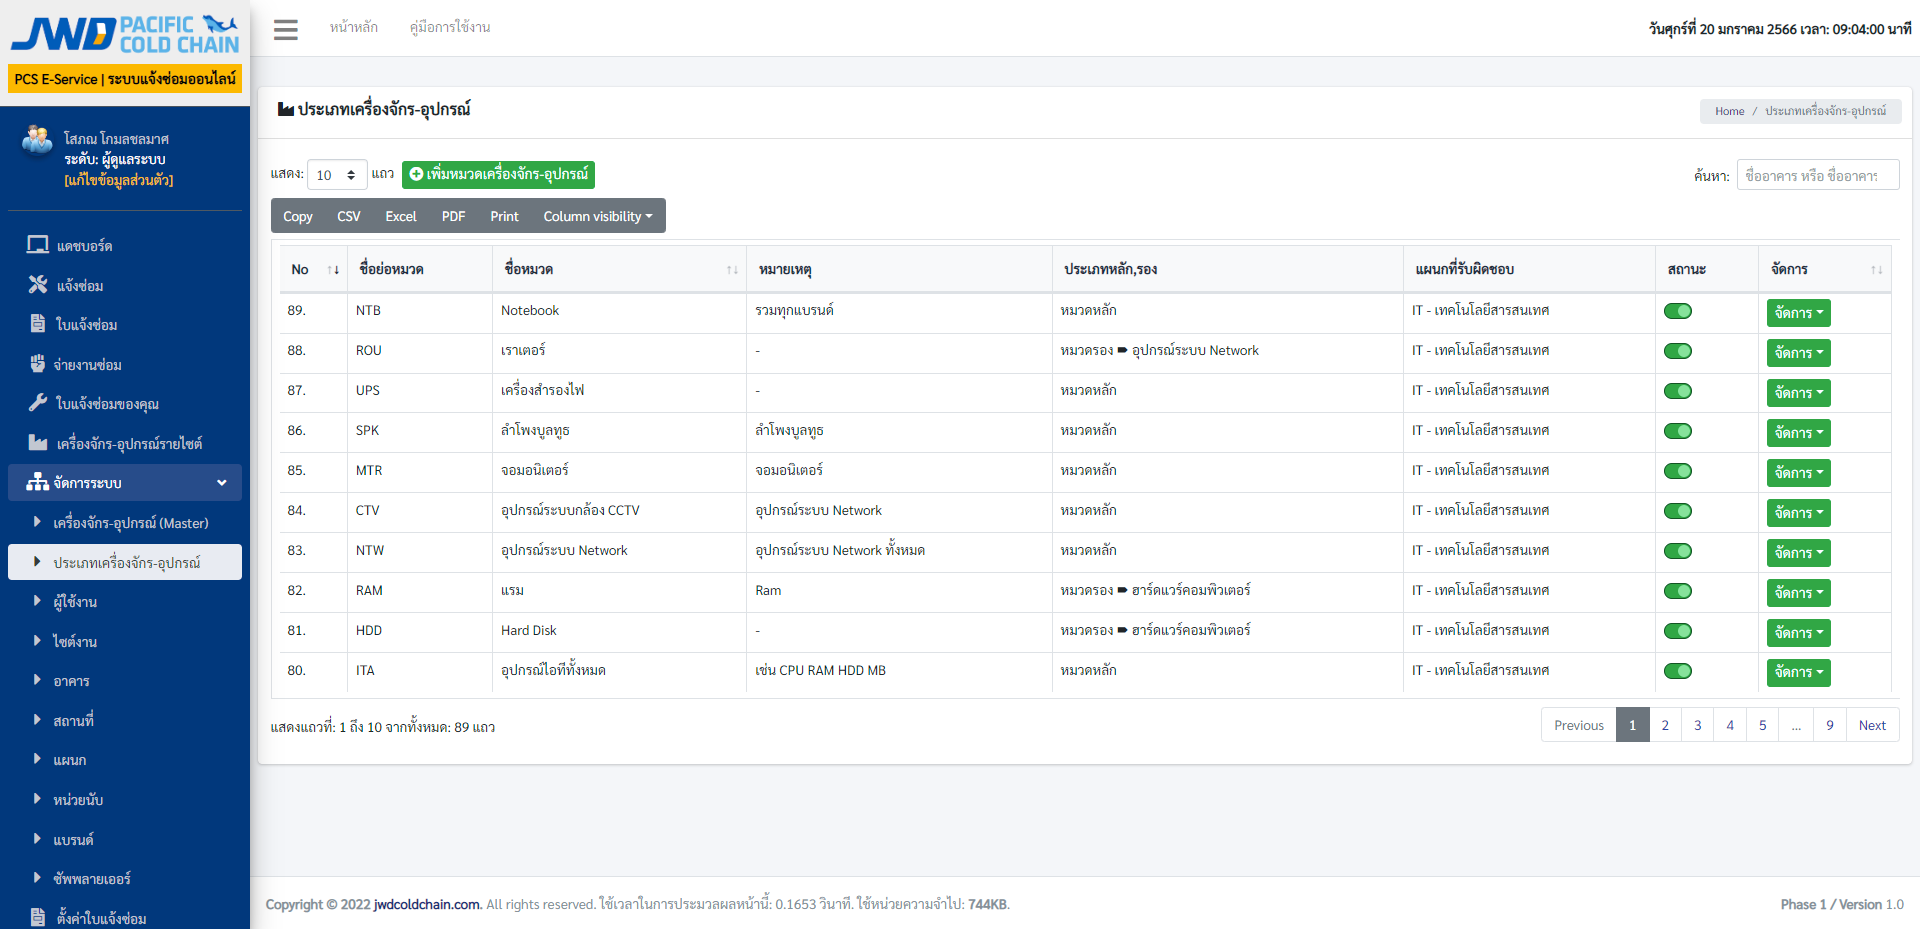 JWD PACIFIC COLD CHAIN
PCS E-Service | ระบบแจ้งซ่อมออนไลน์
โสภณ โกมลชลมาศ
ระดับ: ผู้ดูแลระบบ
[แก้ไขข้อมูลส่วนตัว]
แดชบอร์ด
แจ้งซ่อม
ใบแจ้งซ่อม
จ่ายงานซ่อม
ใบแจ้งซ่อมของคุณ
เครื่องจักร-อุปกรณ์รายไซต์
จัดการระบบ
เครื่องจักร-อุปกรณ์ (Master)
ประเภทเครื่องจักร-อุปกรณ์
ผู้ใช้งาน
ไซต์งาน
อาคาร
สถานที่
แผนก
หน่วยนับ
แบรนด์
ซัพพลายเออร์
ตั้งค่าใบแจ้งซ่อม
หน้าหลัก คู่มือการใช้งาน วันศุกร์ที่ 20 มกราคม 2566 เวลา: 09:04:00 นาที
ประเภทเครื่องจักร-อุปกรณ์ Home / ประเภทเครื่องจักร-อุปกรณ์
แสดง: 10 แถว เพิ่มหมวดเครื่องจักร-อุปกรณ์ ค้นหา: ชื่ออาคาร หรือ ชื่ออาคาร
Copy CSV Excel PDF Print Column visibility
No ชื่อย่อหมวด ชื่อหมวด หมายเหตุ ประเภทหลัก,รอง แผนกที่รับผิดชอบ สถานะ จัดการ
89. NTB Notebook รวมทุกแบรนด์ หมวดหลัก IT - เทคโนโลยีสารสนเทศ จัดการ
88. ROU เราเตอร์ - หมวดรอง อุปกรณ์ระบบ Network IT - เทคโนโลยีสารสนเทศ จัดการ
87. UPS เครื่องสำรองไฟ - หมวดหลัก IT - เทคโนโลยีสารสนเทศ จัดการ
86. SPK ลำโพงบูลทูธ ลำโพงบูลทูธ หมวดหลัก IT - เทคโนโลยีสารสนเทศ จัดการ
85. MTR จอมอนิเตอร์ จอมอนิเตอร์ หมวดหลัก IT - เทคโนโลยีสารสนเทศ จัดการ
84. CTV อุปกรณ์ระบบกล้อง CCTV อุปกรณ์ระบบ Network หมวดหลัก IT - เทคโนโลยีสารสนเทศ จัดการ
83. NTW อุปกรณ์ระบบ Network อุปกรณ์ระบบ Network ทั้งหมด หมวดหลัก IT - เทคโนโลยีสารสนเทศ จัดการ
82. RAM แรม Ram หมวดรอง ฮาร์ดแวร์คอมพิวเตอร์ IT - เทคโนโลยีสารสนเทศ จัดการ
81. HDD Hard Disk - หมวดรอง ฮาร์ดแวร์คอมพิวเตอร์ IT - เทคโนโลยีสารสนเทศ จัดการ
80. ITA อุปกรณ์ไอทีทั้งหมด เช่น CPU RAM HDD MB หมวดหลัก IT - เทคโนโลยีสารสนเทศ จัดการ
แสดงแถวที่: 1 ถึง 10 จากทั้งหมด: 89 แถว Previous 1 2 3 4 5 ... 9 Next
Copyright © 2022 jwdcoldchain.com. All rights reserved. ใช้เวลาในการประมวลผลหน้านี้: 0.1653 วินาที. ใช้หน่วยความจำไป: 744KB. Phase 1 / Version 1.0